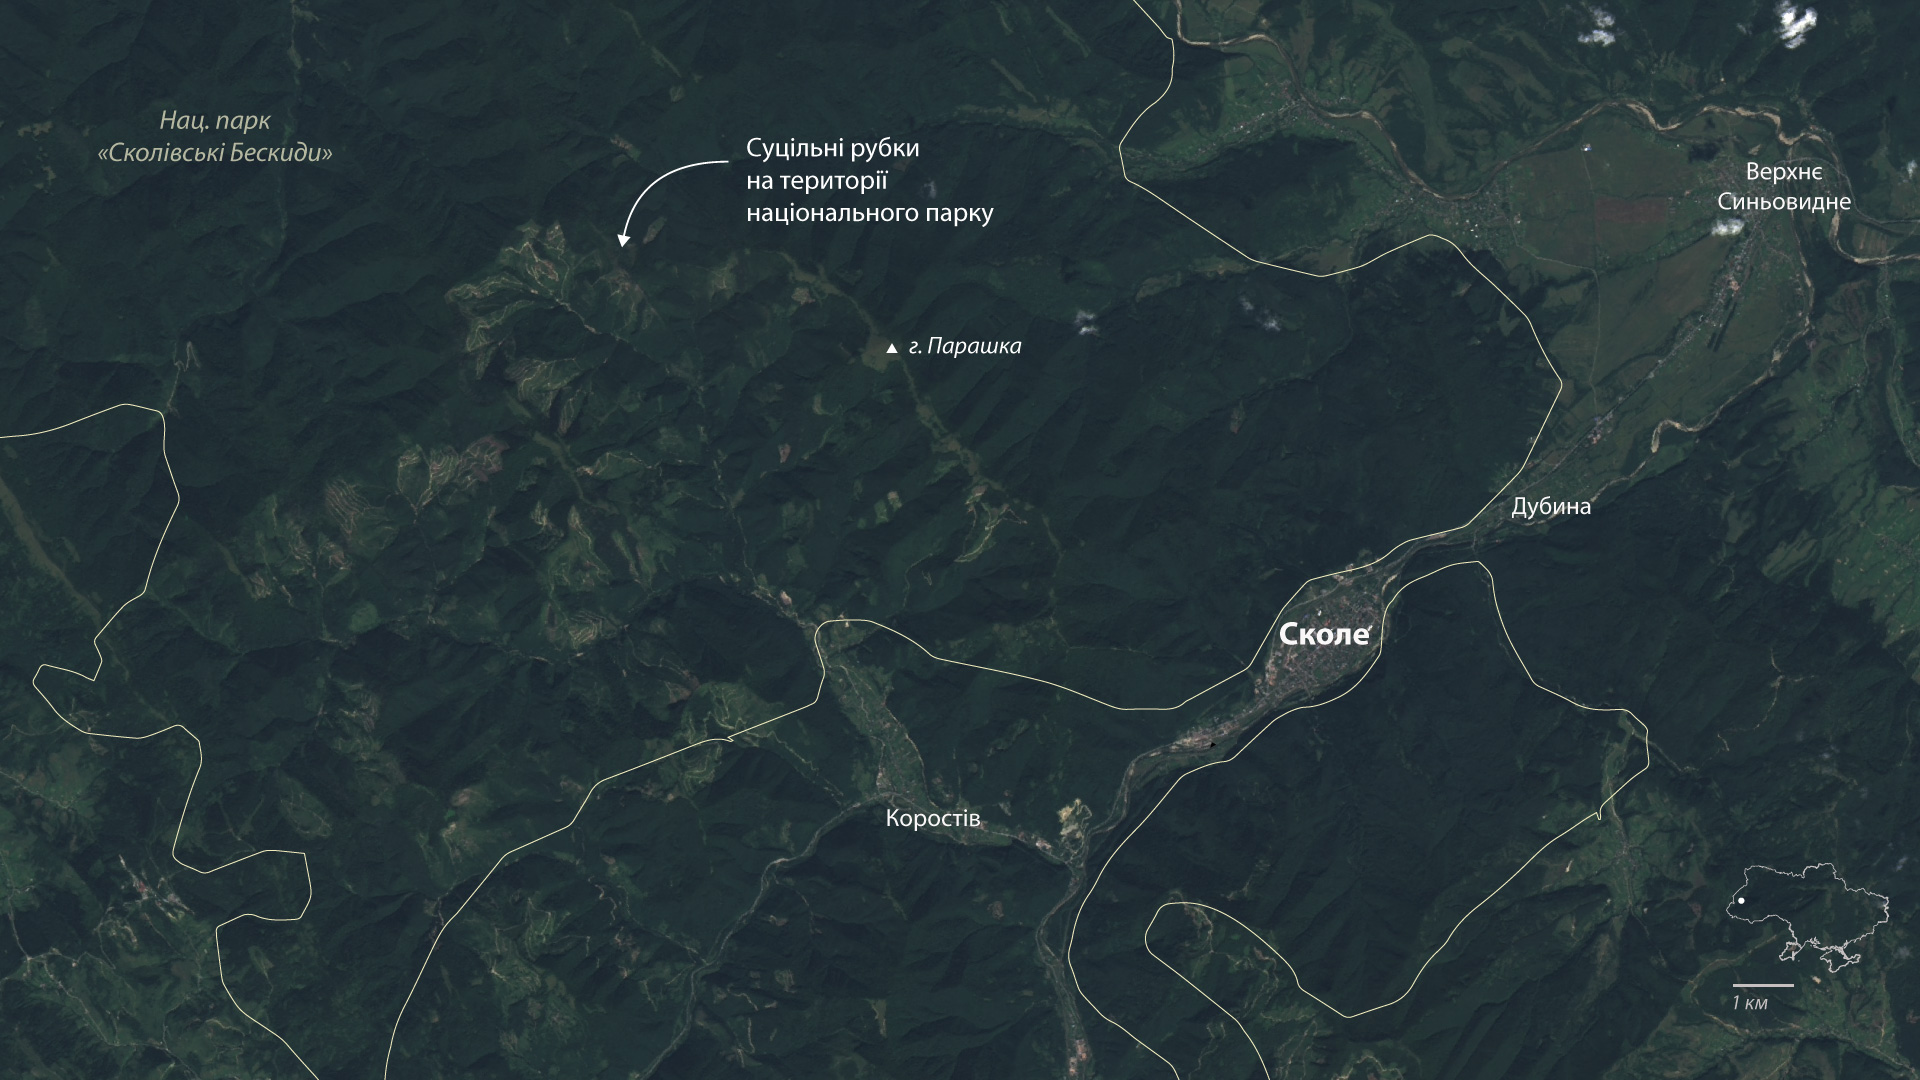 Нац. парк
«Сколівські Бескиди»
Суцільні рубки
на території
національного парку
Верхнє
Синьовидне
г. Парашка
Дубина
Сколе
Коростів
1 км